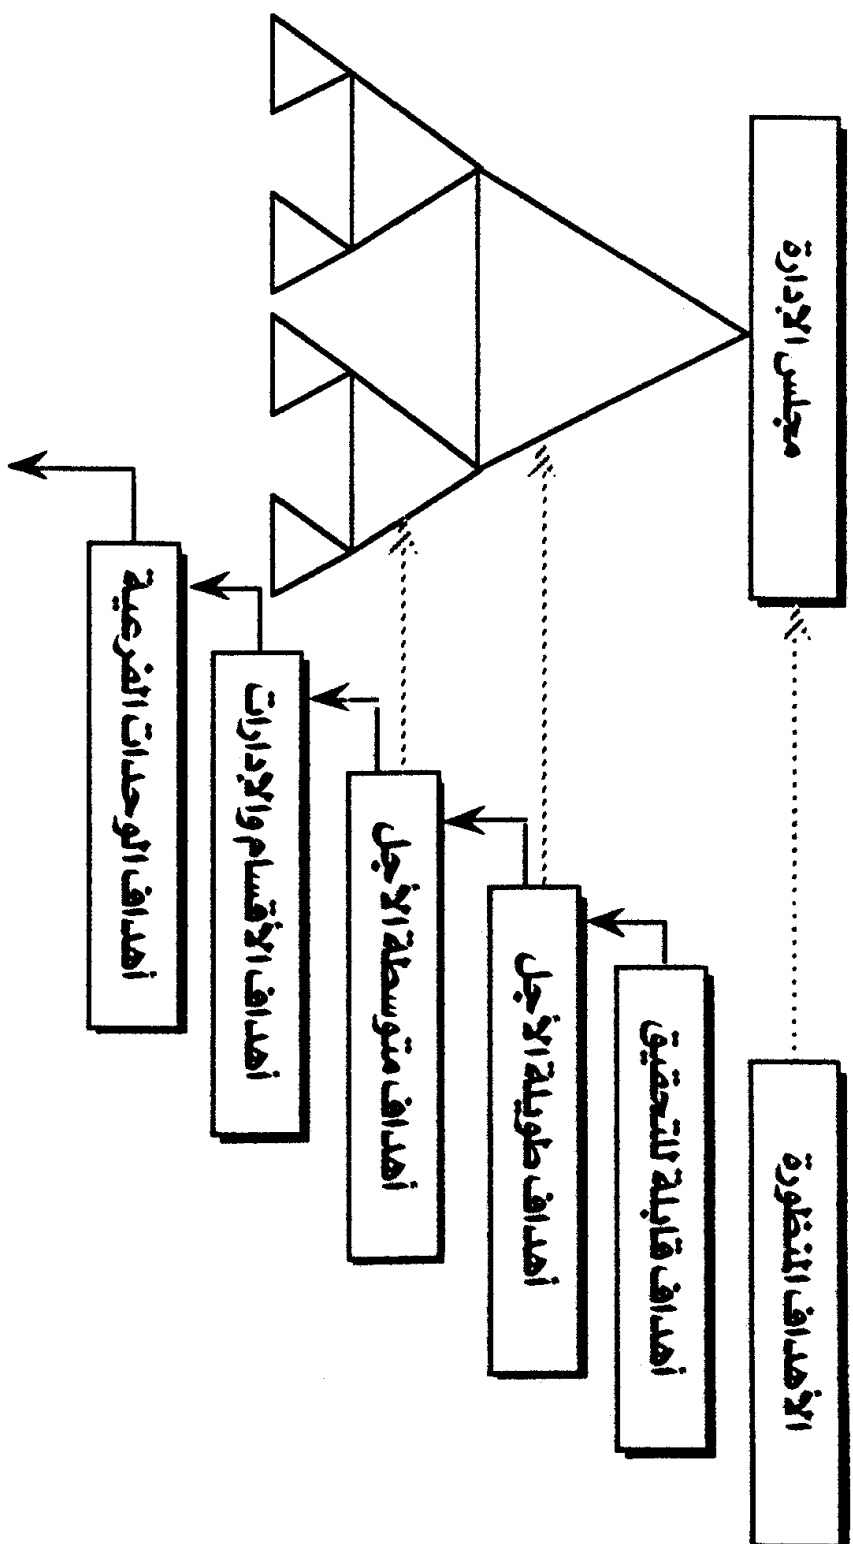 مجلس الإدارة
الأهداف المنظورة
أهداف قابلة للتحقيق
أهداف طويلة الأجل
أهداف متوسطة الأجل
أهداف الأقسام والإدارات
أهداف الوحدات الفرعية